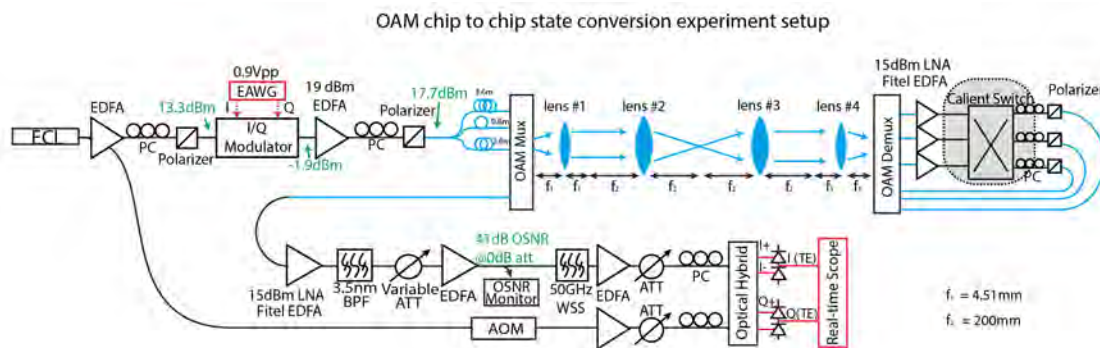 OAM chip to chip state conversion experiment setup
ECL
EDFA
PC
Polarizer
13.3dBm
0.9Vpp
EAWG
I
Q
I/Q
Modulator
-1.9dBm
19 dBm
EDFA
PC
Polarizer
17.7dBm
OAM Mux
lens #1
lens #2
lens #3
lens #4
f₁
f₁
f₂
f₂
f₂
f₂
f₁
f₁
OAM Demux
15dBm LNA
Fitel EDFA
Calient Switch
PC
Polarizer
15dBm LNA
Fitel EDFA
3.5nm
BPF
Variable
ATT
EDFA
dB OSNR
@0dB att
OSNR
Monitor
50GHz
WSS
EDFA
ATT
PC
Optical Hybrid
I+
I-
I (TE)
Q+
Q-
Q(TE)
Real-time Scope
AOM
EDFA
ATT
f₁ = 4.51mm
f₂ = 200mm